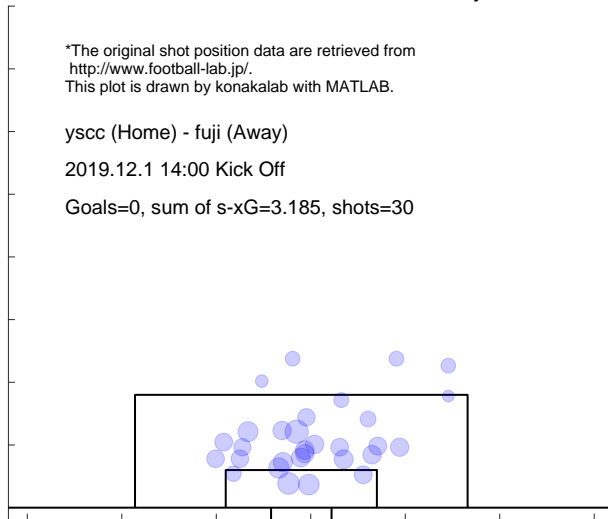 *The original shot position data are retrieved from
http://www.football-lab.jp/.
This plot is drawn by konakalab with MATLAB.
yscc (Home) - fuji (Away)
2019.12.1 14:00 Kick Off
Goals=0, sum of s-xG=3.185, shots=30